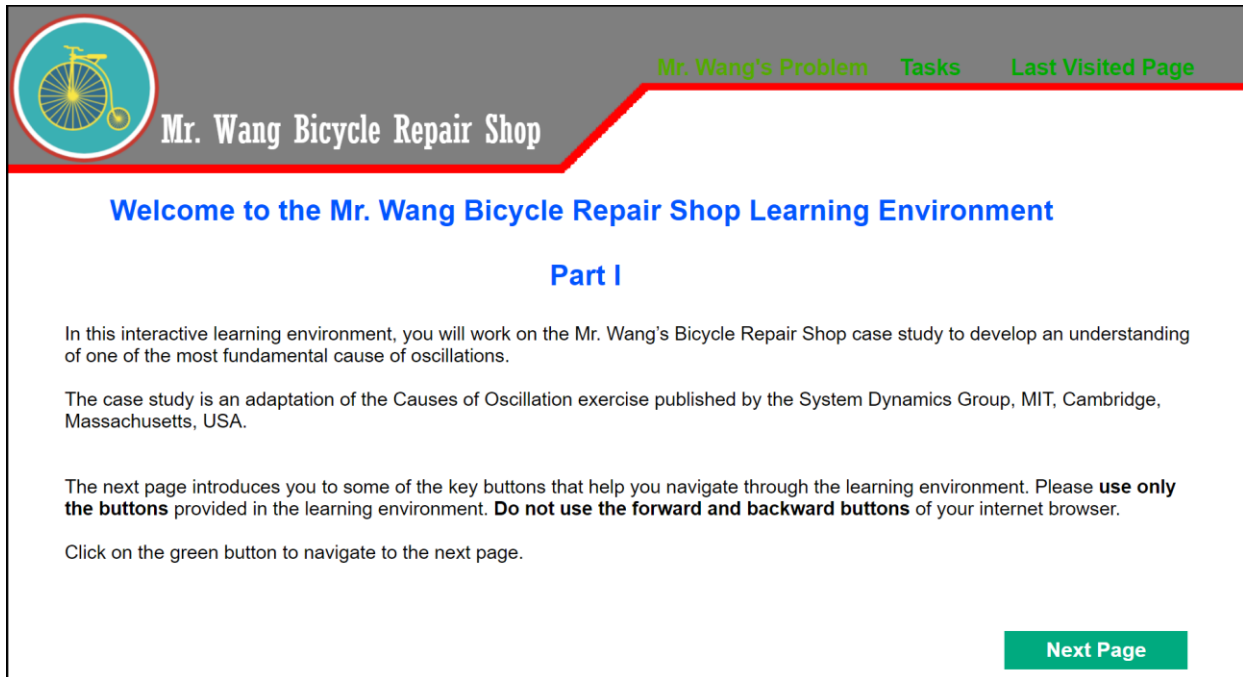 Mr. Wang's Problem Tasks Last Visited Page
Mr. Wang Bicycle Repair Shop
Welcome to the Mr. Wang Bicycle Repair Shop Learning Environment
Part I
In this interactive learning environment, you will work on the Mr. Wang's Bicycle Repair Shop case study to develop an understanding
of one of the most fundamental cause of oscillations.
The case study is an adaptation of the Causes of Oscillation exercise published by the System Dynamics Group, MIT, Cambridge,
Massachusetts, USA.
The next page introduces you to some of the key buttons that help you navigate through the learning environment. Please use only
the buttons provided in the learning environment. Do not use the forward and backward buttons of your internet browser.
Click on the green button to navigate to the next page.
Next Page